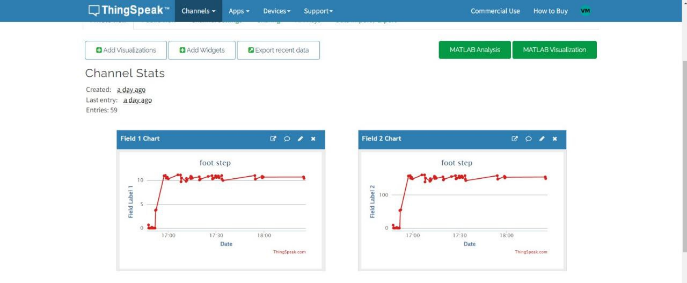 ThingSpeak™ Channels Apps Devices Support Commercial Use How to Buy VM
Add Visualizations Add Widgets Export recent data MATLAB Analysis MATLAB Visualization
Channel Stats
Created: a day ago
Last entry: a day ago
Entries: 59
Field 1 Chart
foot step
Field Label 1
10
5
0
17:00 17:30 18:00
Date
ThingSpeak.com
Field 2 Chart
foot step
Field Label 2
100
0
17:00 17:30 18:00
Date
ThingSpeak.com